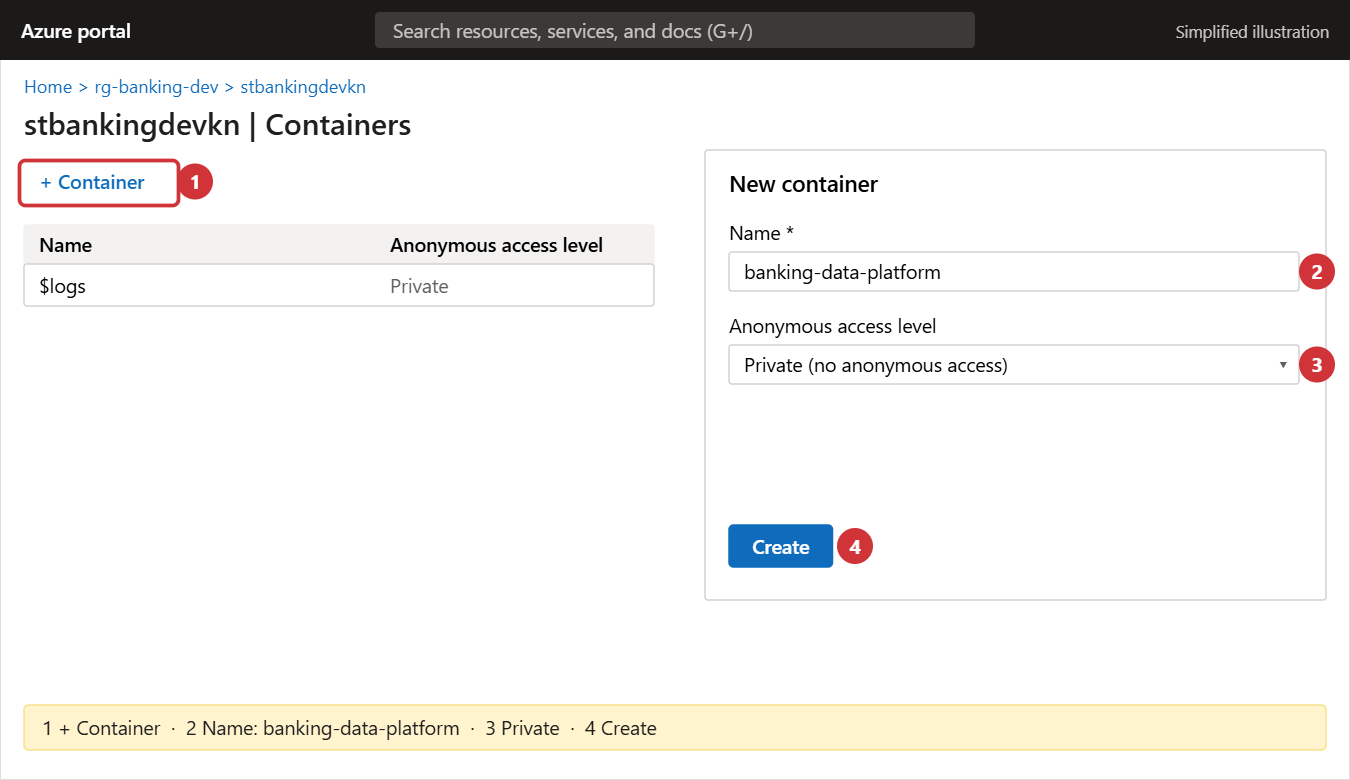 Azure portal
Search resources, services, and docs (G+/)
Simplified illustration
Home > rg-banking-dev > stbankingdevkn
stbankingdevkn | Containers
+ Container 1
Name Anonymous access level
$logs Private
New container
Name *
banking-data-platform 2
Anonymous access level
Private (no anonymous access) ▾ 3
Create 4
1 + Container · 2 Name: banking-data-platform · 3 Private · 4 Create